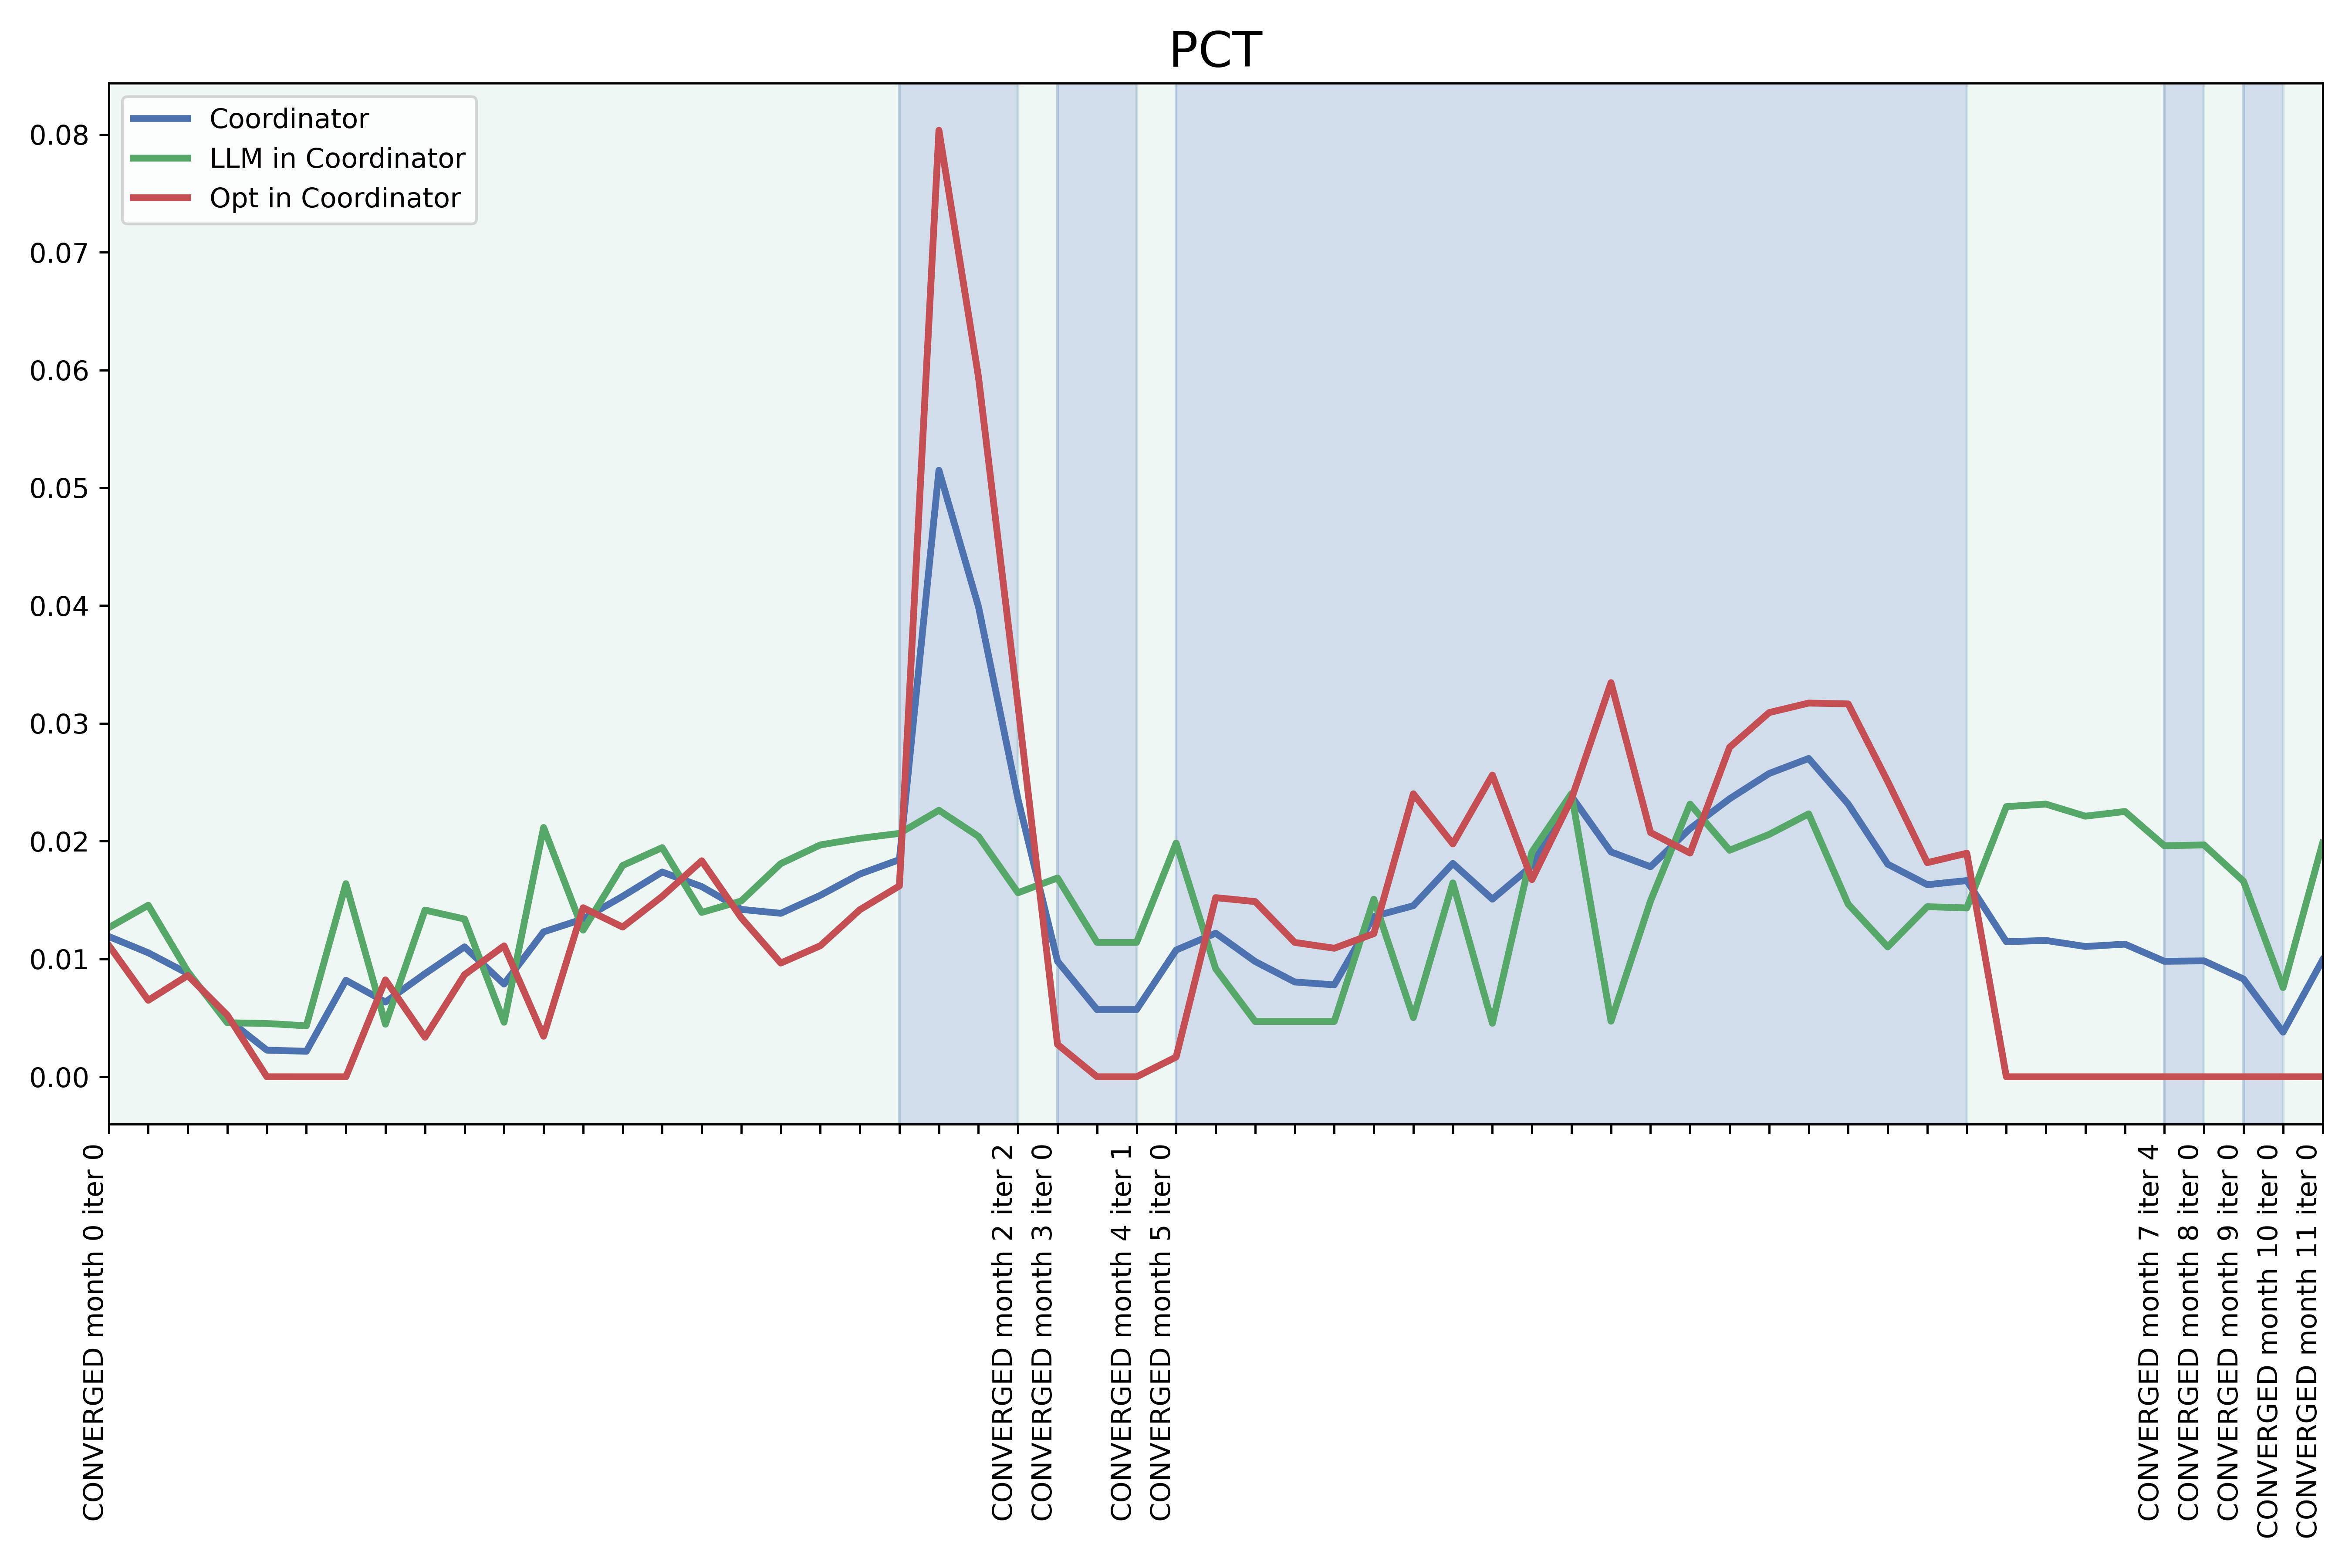 PCT
Coordinator
LLM in Coordinator
Opt in Coordinator
0.08
0.07
0.06
0.05
0.04
0.03
0.02
0.01
0.00
CONVERGED month 0 iter 0
CONVERGED month 2 iter 2
CONVERGED month 3 iter 0
CONVERGED month 4 iter 1
CONVERGED month 5 iter 0
CONVERGED month 7 iter 4
CONVERGED month 8 iter 0
CONVERGED month 9 iter 0
CONVERGED month 10 iter 0
CONVERGED month 11 iter 0